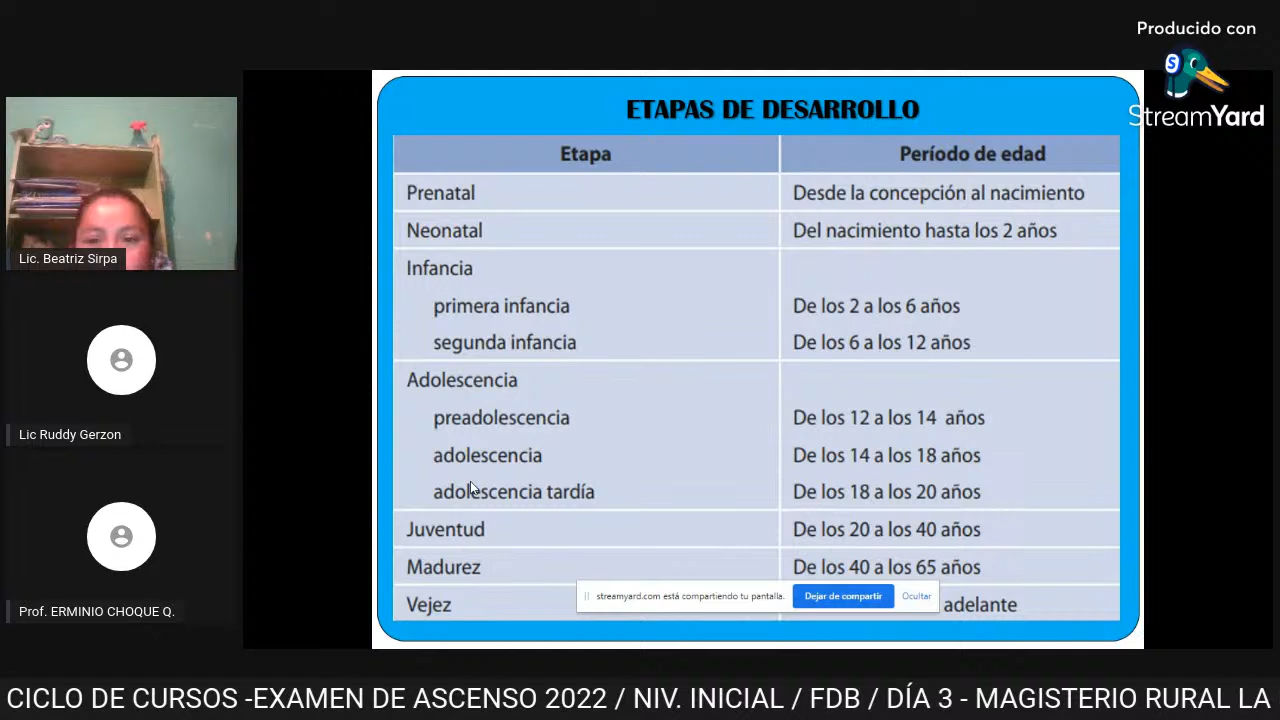 Producido con
StreamYard
ETAPAS DE DESARROLLO
Etapa Período de edad
Prenatal Desde la concepción al nacimiento
Neonatal Del nacimiento hasta los 2 años
Infancia
primera infancia De los 2 a los 6 años
segunda infancia De los 6 a los 12 años
Adolescencia
preadolescencia De los 12 a los 14 años
adolescencia De los 14 a los 18 años
adolescencia tardía De los 18 a los 20 años
Juventud De los 20 a los 40 años
Madurez De los 40 a los 65 años
Vejez adelante
streamyard.com está compartiendo tu pantalla. Dejar de compartir Ocultar
Lic. Beatriz Sirpa
Lic Ruddy Gerzon
Prof. ERMINIO CHOQUE Q.
CICLO DE CURSOS -EXAMEN DE ASCENSO 2022 / NIV. INICIAL / FDB / DÍA 3 - MAGISTERIO RURAL LA